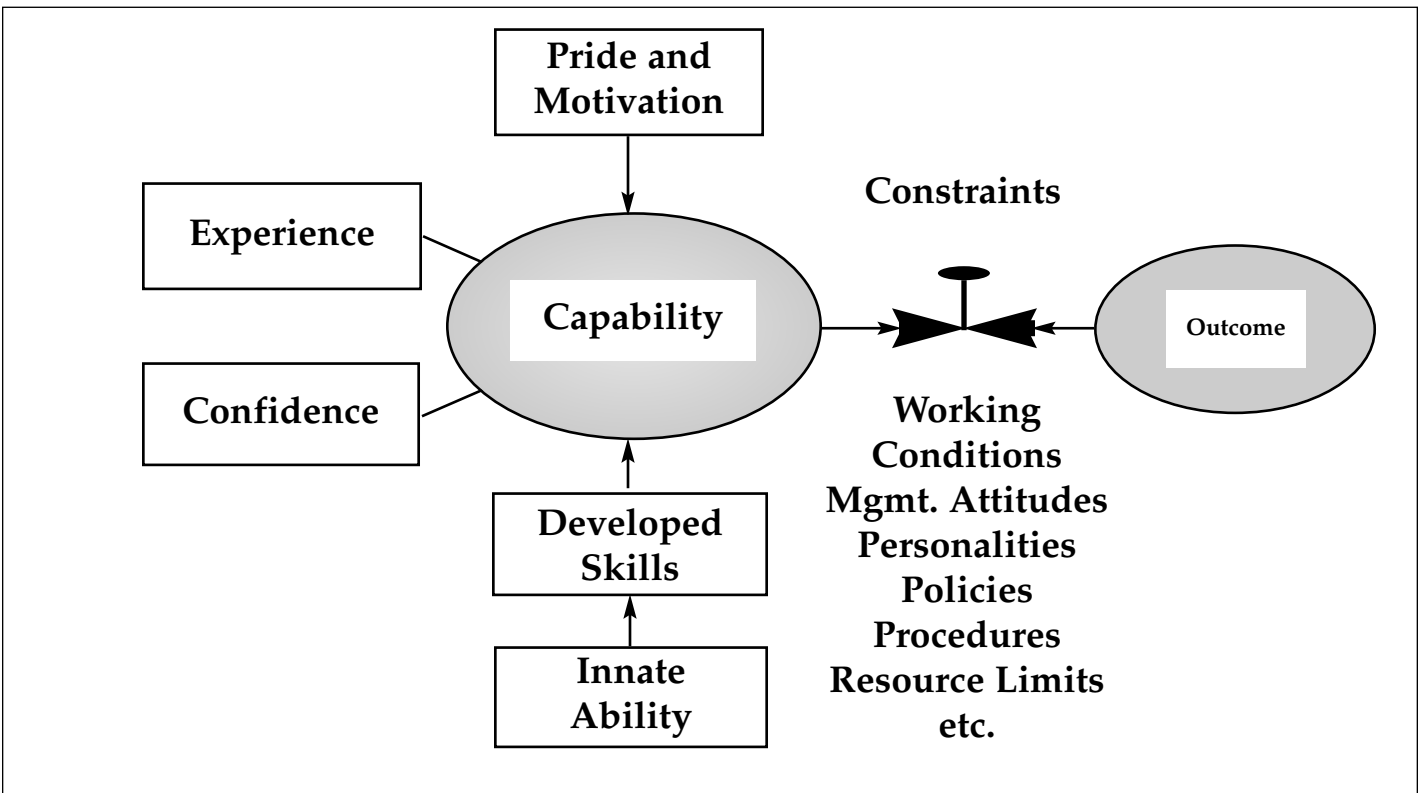 Pride and
Motivation
Constraints
Experience
Capability
Outcome
Confidence
Working
Conditions
Mgmt. Attitudes
Personalities
Policies
Procedures
Resource Limits
etc.
Developed
Skills
Innate
Ability